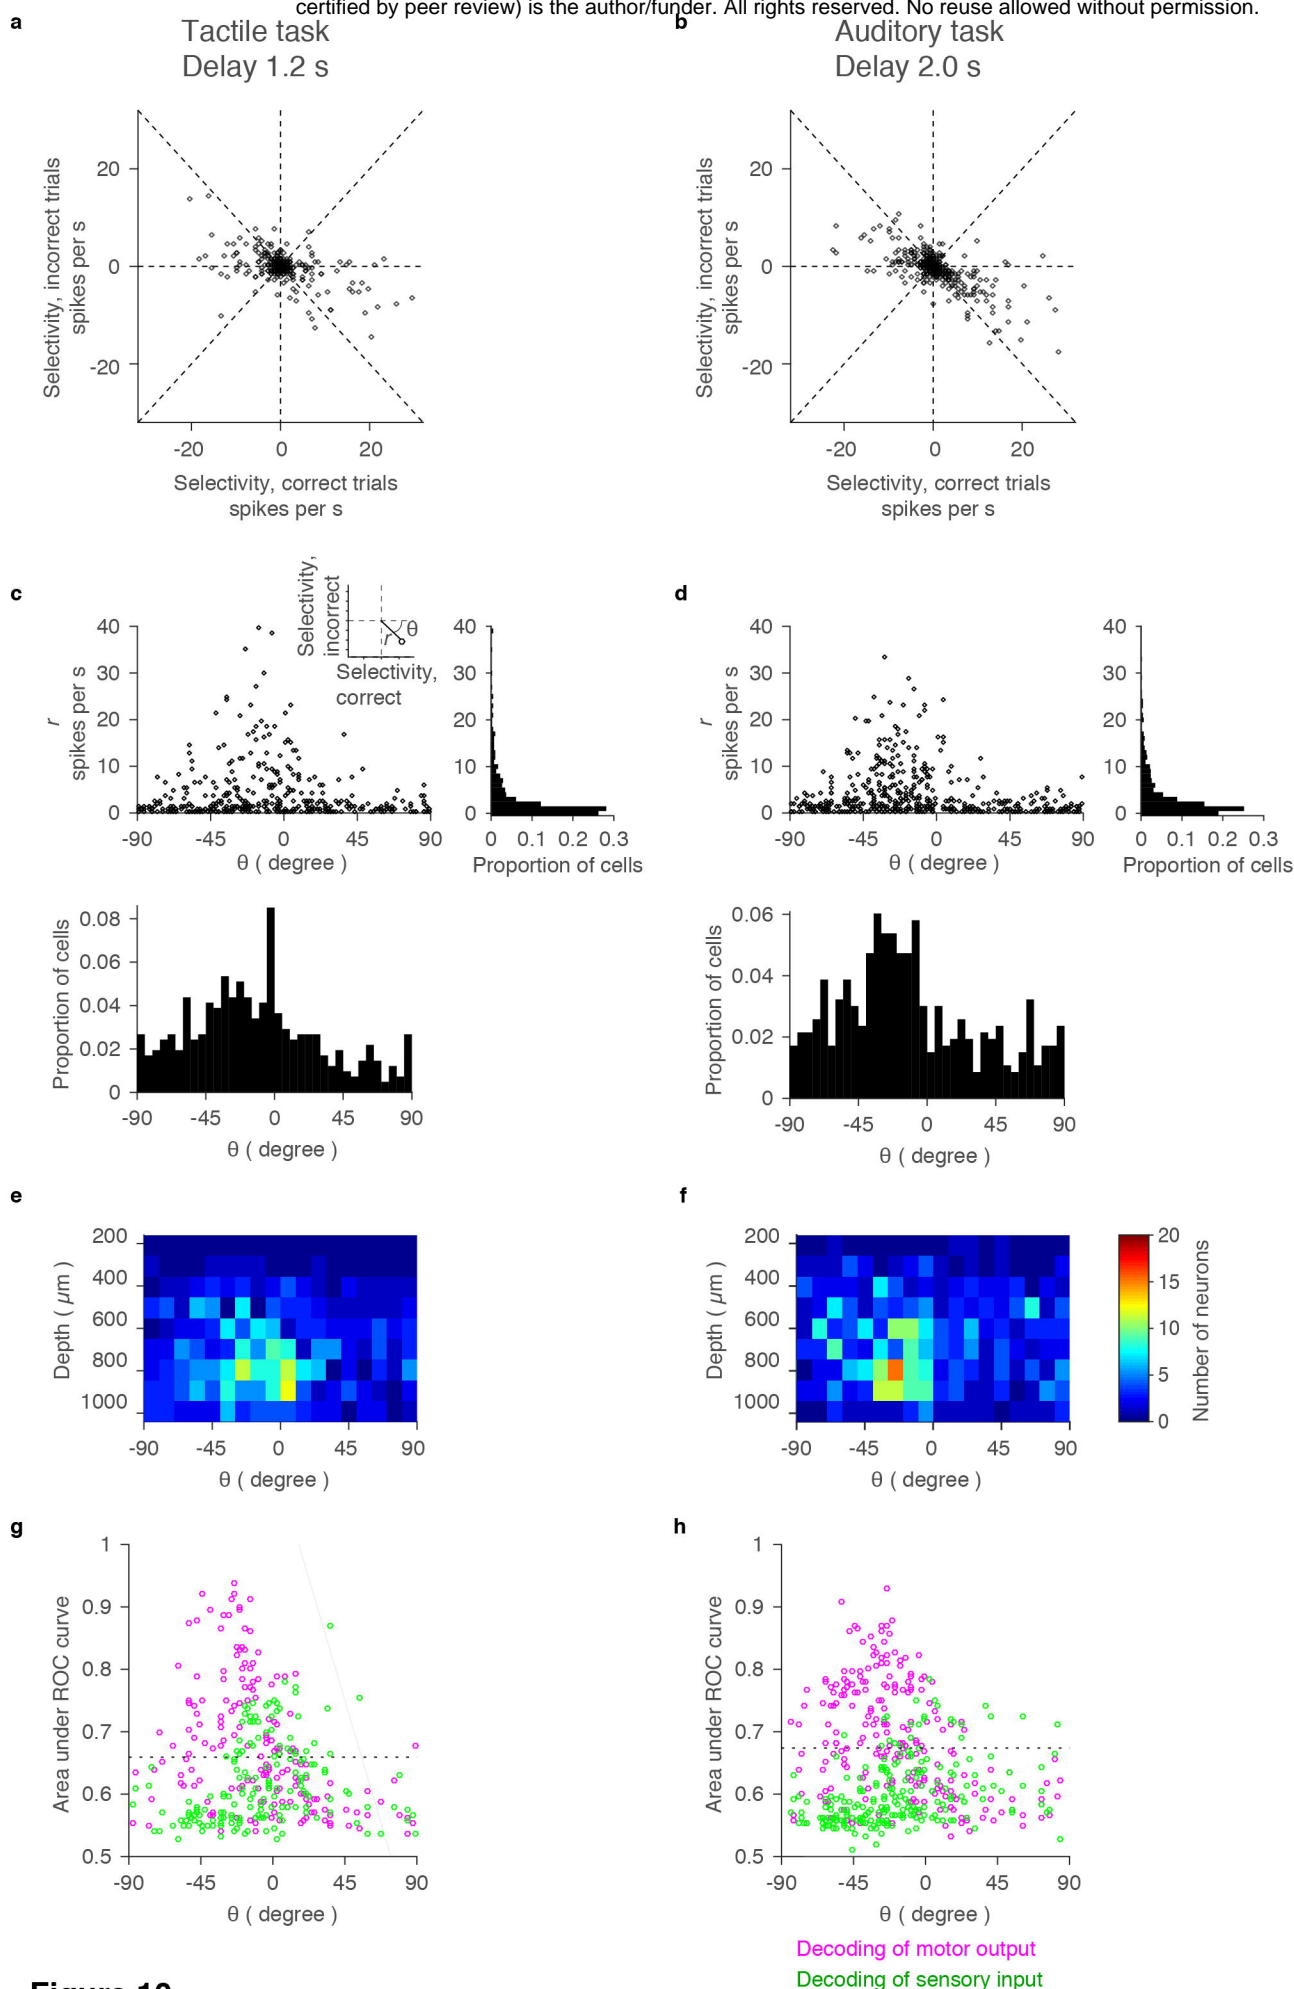 certified by peer review) is the author/funder. All rights reserved. No reuse allowed without permission.
a
Tactile task
Delay 1.2 s
Selectivity, incorrect trials
spikes per s
20
0
-20
-20 0 20
Selectivity, correct trials
spikes per s
b
Auditory task
Delay 2.0 s
Selectivity, incorrect trials
spikes per s
20
0
-20
-20 0 20
Selectivity, correct trials
spikes per s
c
r
spikes per s
40
30
20
10
0
-90 -45 0 45 90
θ ( degree )
Selectivity,
incorrect
r θ
Selectivity,
correct
40
30
20
10
0
0 0.1 0.2 0.3
Proportion of cells
Proportion of cells
0.08
0.06
0.04
0.02
0
-90 -45 0 45 90
θ ( degree )
d
r
spikes per s
40
30
20
10
0
-90 -45 0 45 90
θ ( degree )
40
30
20
10
0
0 0.1 0.2 0.3
Proportion of cells
Proportion of cells
0.06
0.04
0.02
0
-90 -45 0 45 90
θ ( degree )
e
Depth ( μm )
200
400
600
800
1000
-90 -45 0 45 90
θ ( degree )
f
Depth ( μm )
200
400
600
800
1000
-90 -45 0 45 90
θ ( degree )
20
15
10
5
0
Number of neurons
g
Area under ROC curve
1
0.9
0.8
0.7
0.6
0.5
-90 -45 0 45 90
θ ( degree )
h
Area under ROC curve
1
0.9
0.8
0.7
0.6
0.5
-90 -45 0 45 90
θ ( degree )
Decoding of motor output
Decoding of sensory input